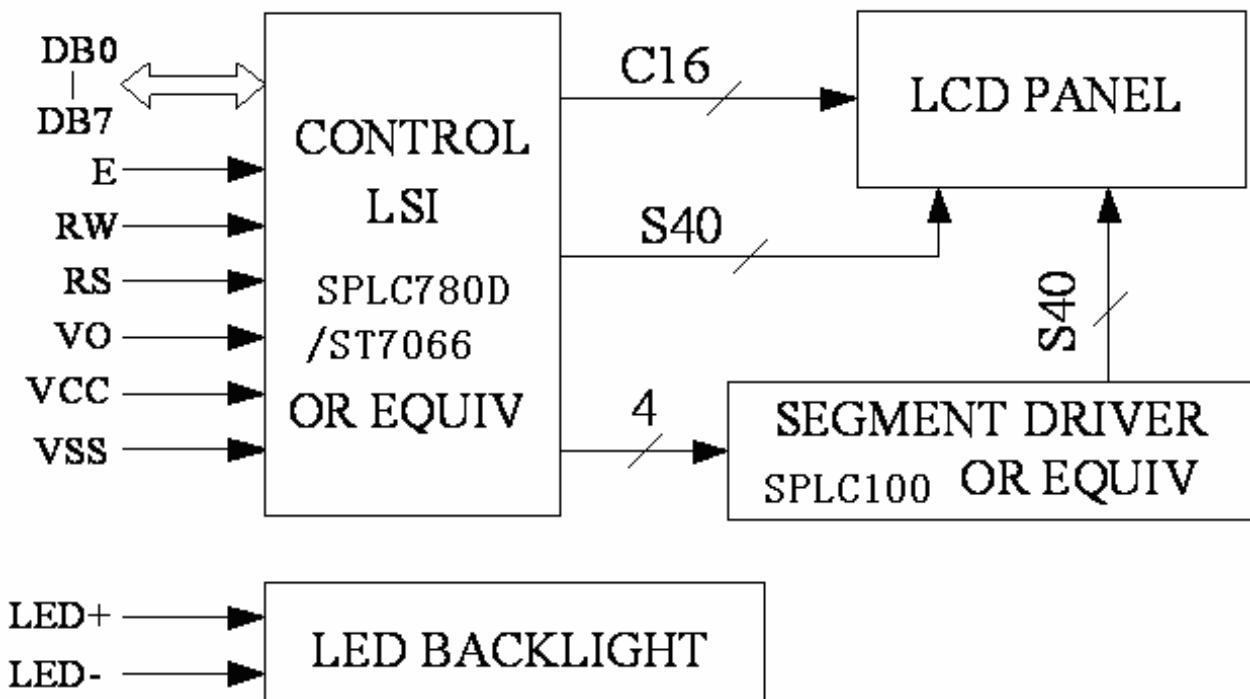 DB0
DB7
E
RW
RS
VO
VCC
VSS
CONTROL
LSI
SPLC780D
/ST7066
OR EQUIV
C16
S40
4
LCD PANEL
S40
SEGMENT DRIVER
SPLC100 OR EQUIV
LED+
LED-
LED BACKLIGHT